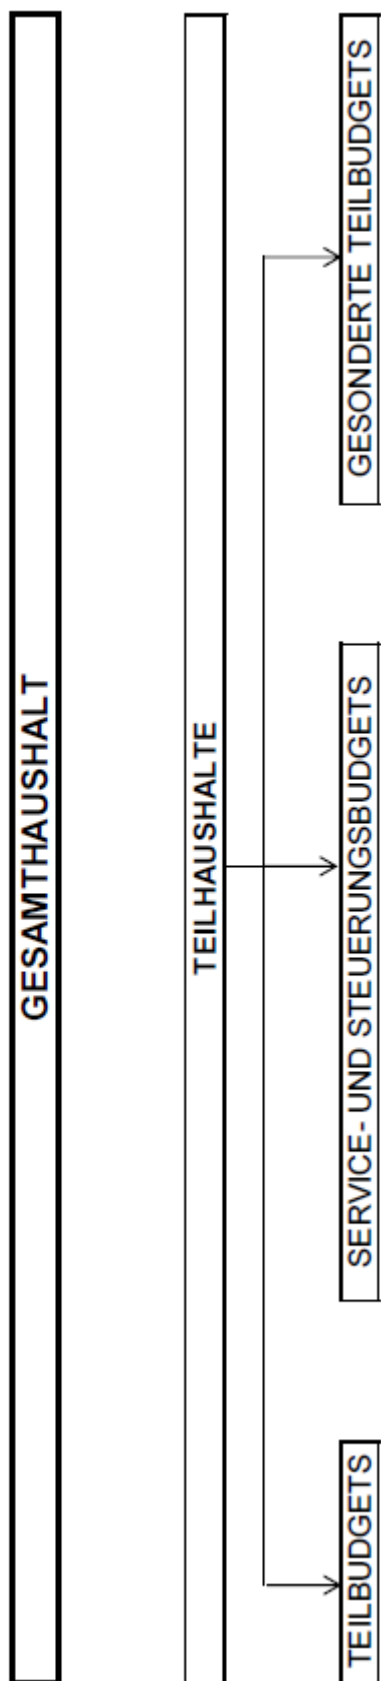 GESAMTHAUSHALT
TEILHAUSHALTE
TEILBUDGETS
SERVICE- UND STEUERUNGSBUDGETS
GESONDERTE TEILBUDGETS